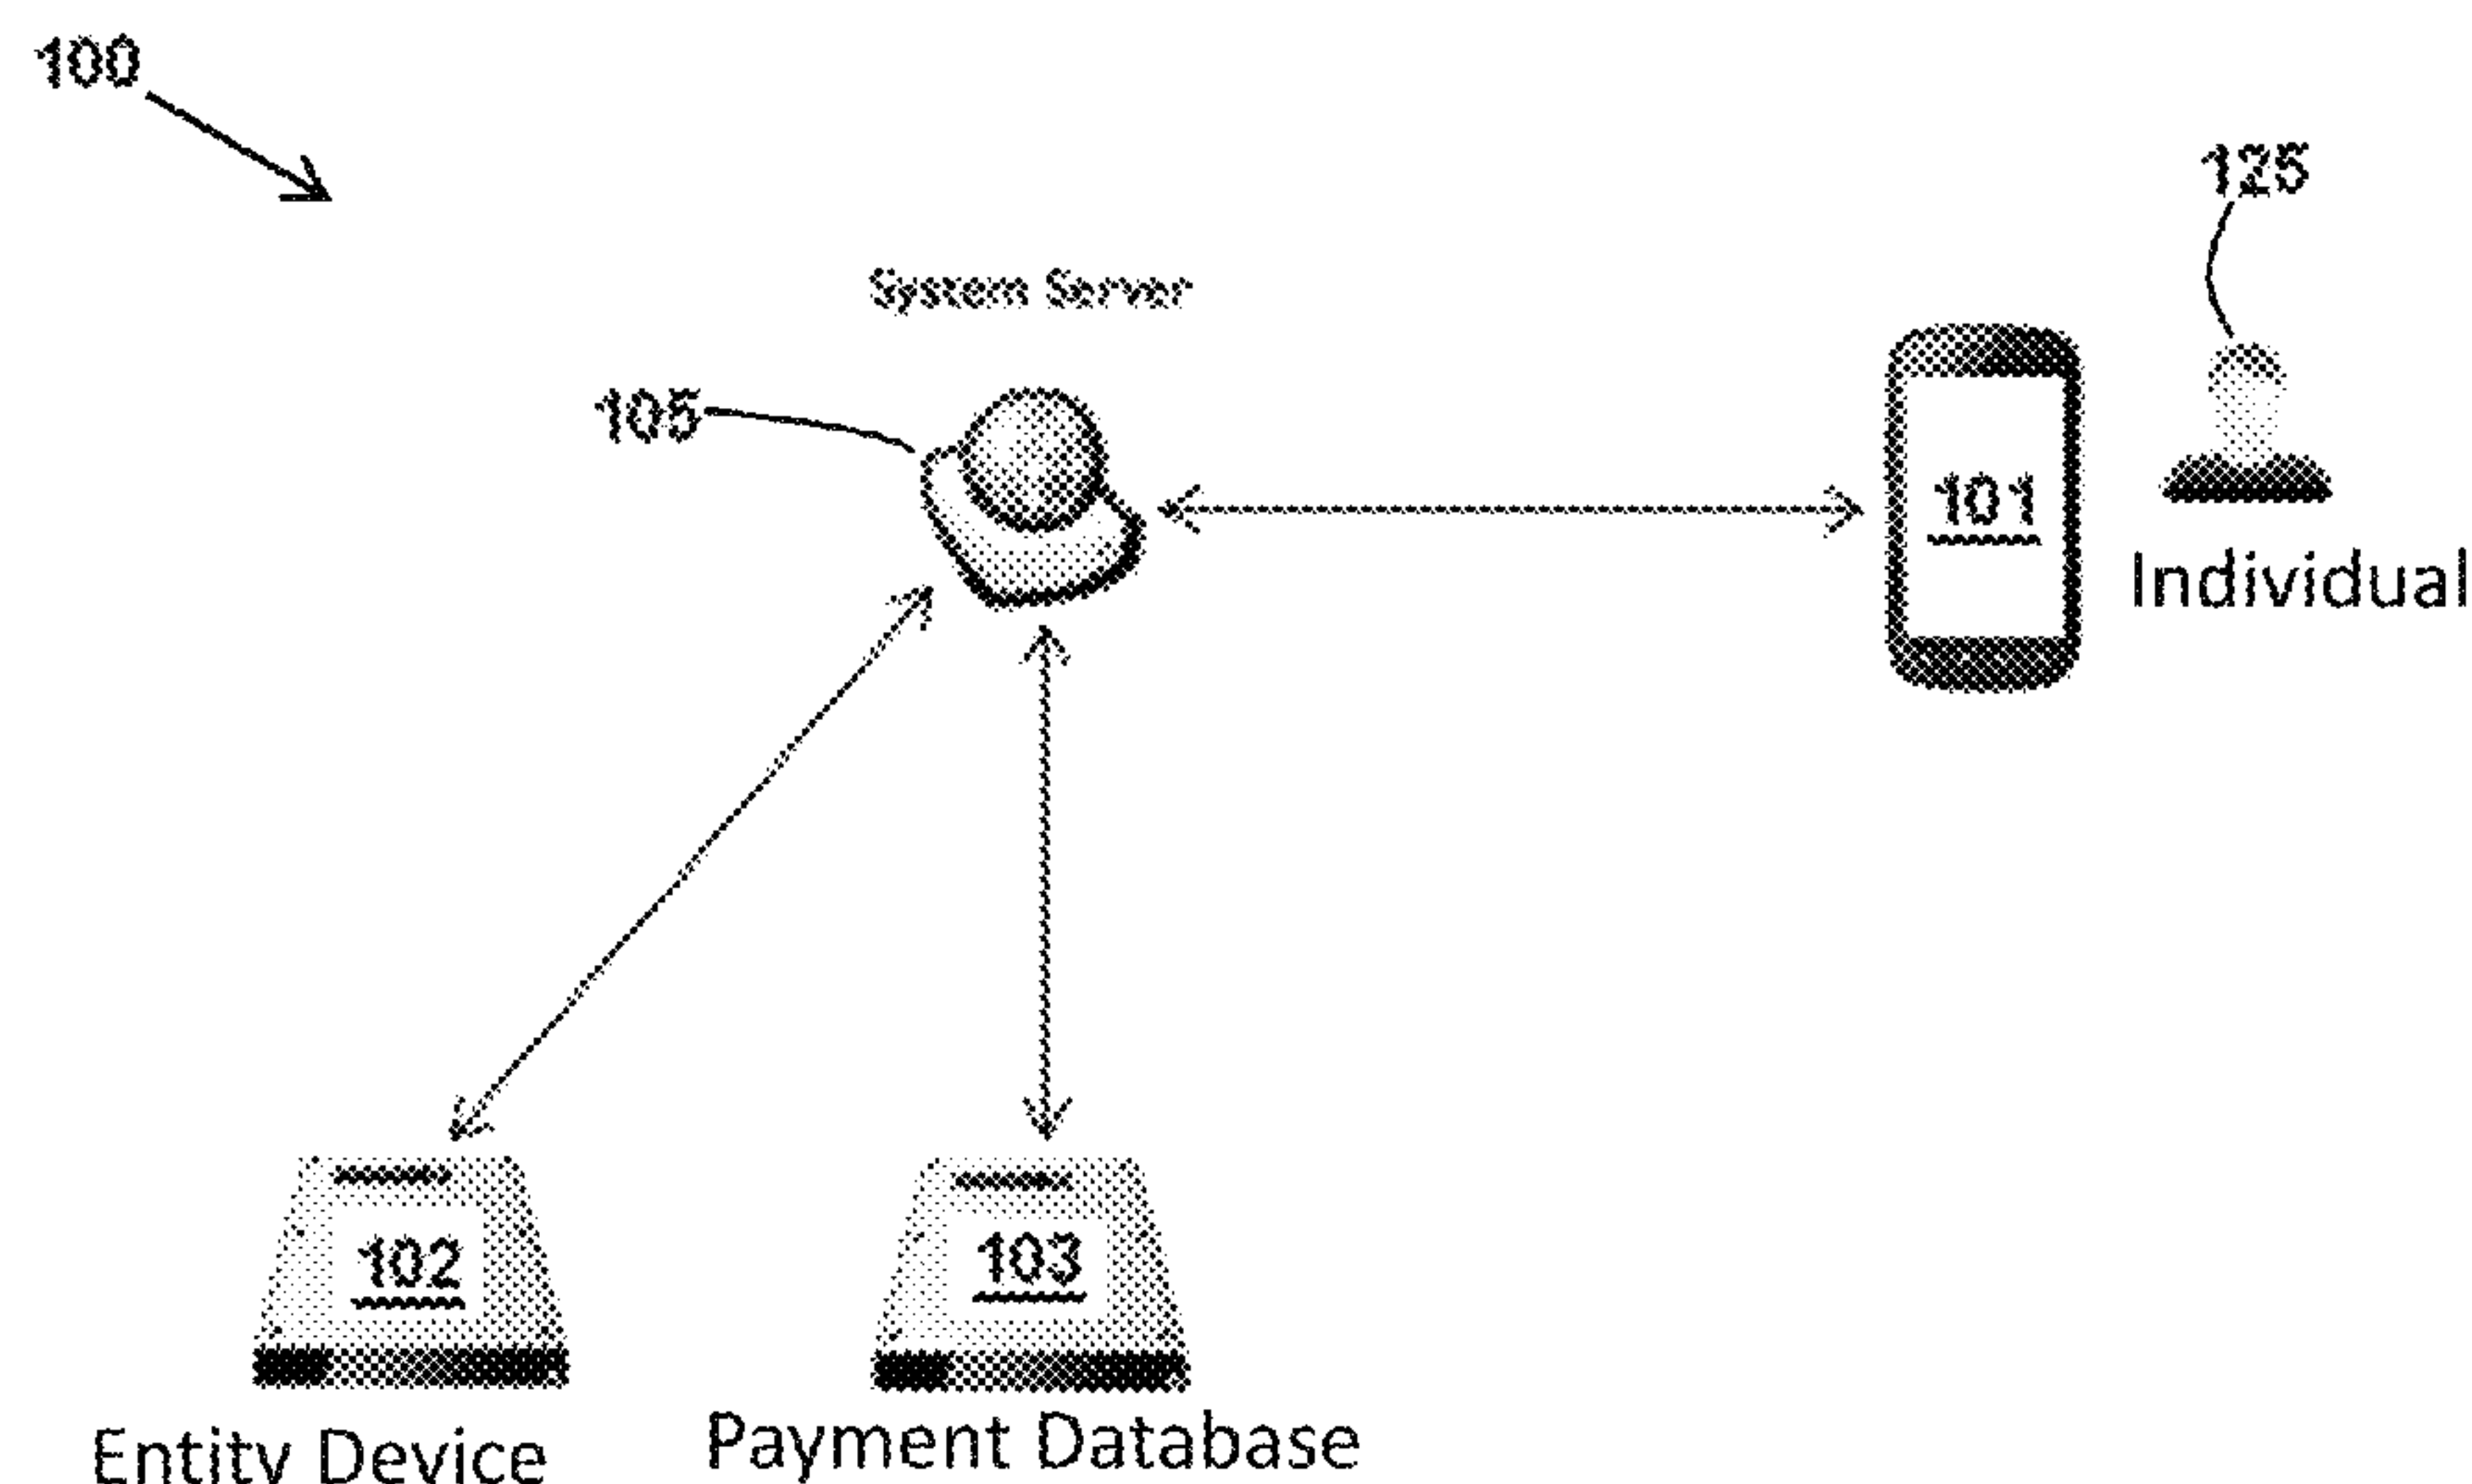 100
125
System Server
105
101
Individual
102
103
Entity Device
Payment Database